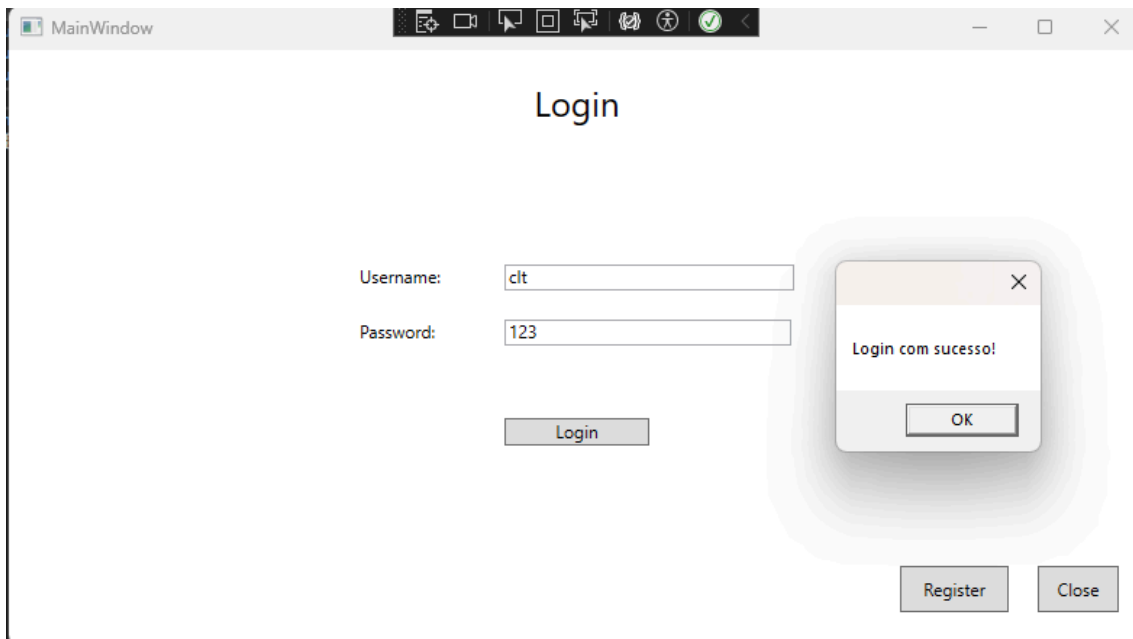 MainWindow
Login
Username: clt
Password: 123
Login com sucesso!
OK
Login
Register Close